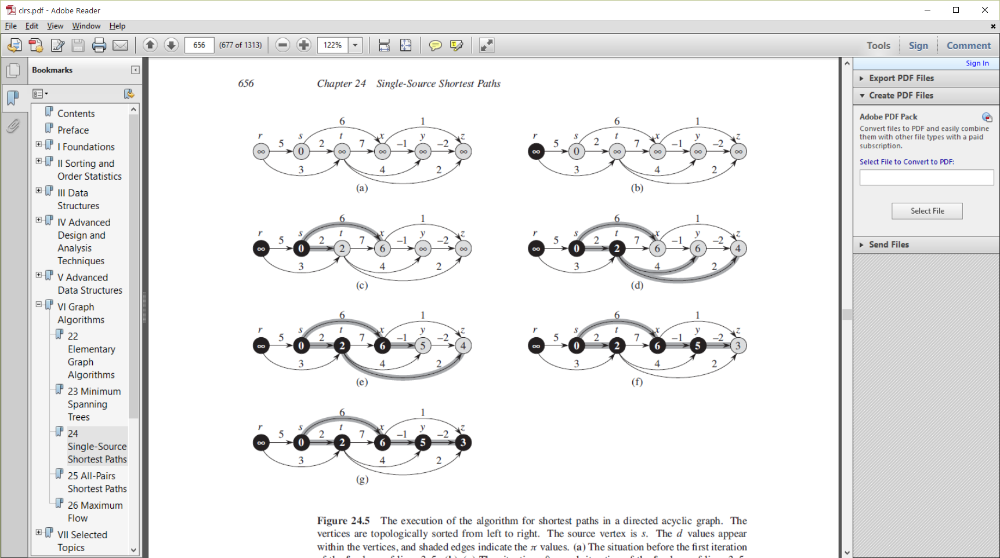 clrs.pdf - Adobe Reader
File Edit View Window Help
656 (677 of 1313) 122% Tools Sign Comment
Bookmarks
Contents
Preface
I Foundations
II Sorting and
Order Statistics
III Data
Structures
IV Advanced
Design and
Analysis
Techniques
V Advanced
Data Structures
VI Graph
Algorithms
22
Elementary
Graph
Algorithms
23 Minimum
Spanning
Trees
24
Single-Source
Shortest Paths
25 All-Pairs
Shortest Paths
26 Maximum
Flow
VII Selected
Topics
656 Chapter 24 Single-Source Shortest Paths
6 1
r s t x y z
5 2 7 –1 –2
∞ 0 ∞ ∞ ∞ ∞
3 4 2
(a)
6 1
r s t x y z
5 2 7 –1 –2
∞ 0 ∞ ∞ ∞ ∞
3 4 2
(b)
6 1
r s t x y z
5 2 7 –1 –2
∞ 0 2 6 ∞ ∞
3 4 2
(c)
6 1
r s t x y z
5 2 7 –1 –2
∞ 0 2 6 6 4
3 4 2
(d)
6 1
r s t x y z
5 2 7 –1 –2
∞ 0 2 6 5 4
3 4 2
(e)
6 1
r s t x y z
5 2 7 –1 –2
∞ 0 2 6 5 3
3 4 2
(f)
6 1
r s t x y z
5 2 7 –1 –2
∞ 0 2 6 5 3
3 4 2
(g)
Figure 24.5 The execution of the algorithm for shortest paths in a directed acyclic graph. The
vertices are topologically sorted from left to right. The source vertex is s. The d values appear
within the vertices, and shaded edges indicate the π values. (a) The situation before the first iteration
Sign In
Export PDF Files
Create PDF Files
Adobe PDF Pack
Convert files to PDF and easily combine
them with other file types with a paid
subscription.
Select File to Convert to PDF:
Select File
Send Files